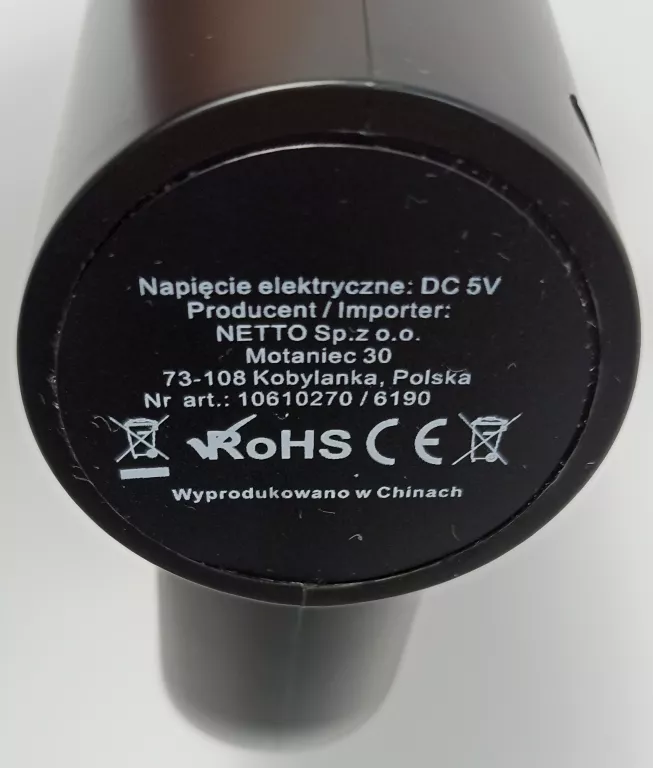 Napięcie elektryczne: DC 5V
Producent / Importer:
NETTO Sp.z o.o.
Motaniec 30
73-108 Kobylanka, Polska
Nr art.: 10610270 / 6190
RoHS CE
Wyprodukowano w Chinach